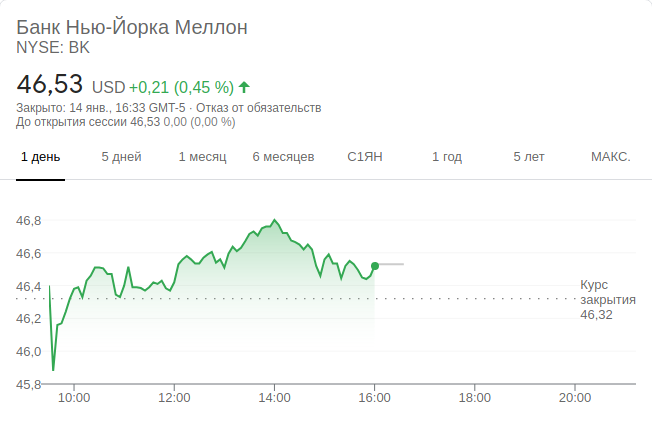 Банк Нью-Йорка Меллон
NYSE: BK
46,53 USD +0,21 (0,45 %)
Закрыто: 14 янв., 16:33 GMT-5 · Отказ от обязательств
До открытия сессии 46,53 0,00 (0,00 %)
1 день 5 дней 1 месяц 6 месяцев С1ЯН 1 год 5 лет МАКС.
46,8
46,6
46,4
46,2
46,0
45,8
Курс
закрытия
46,32
10:00 12:00 14:00 16:00 18:00 20:00